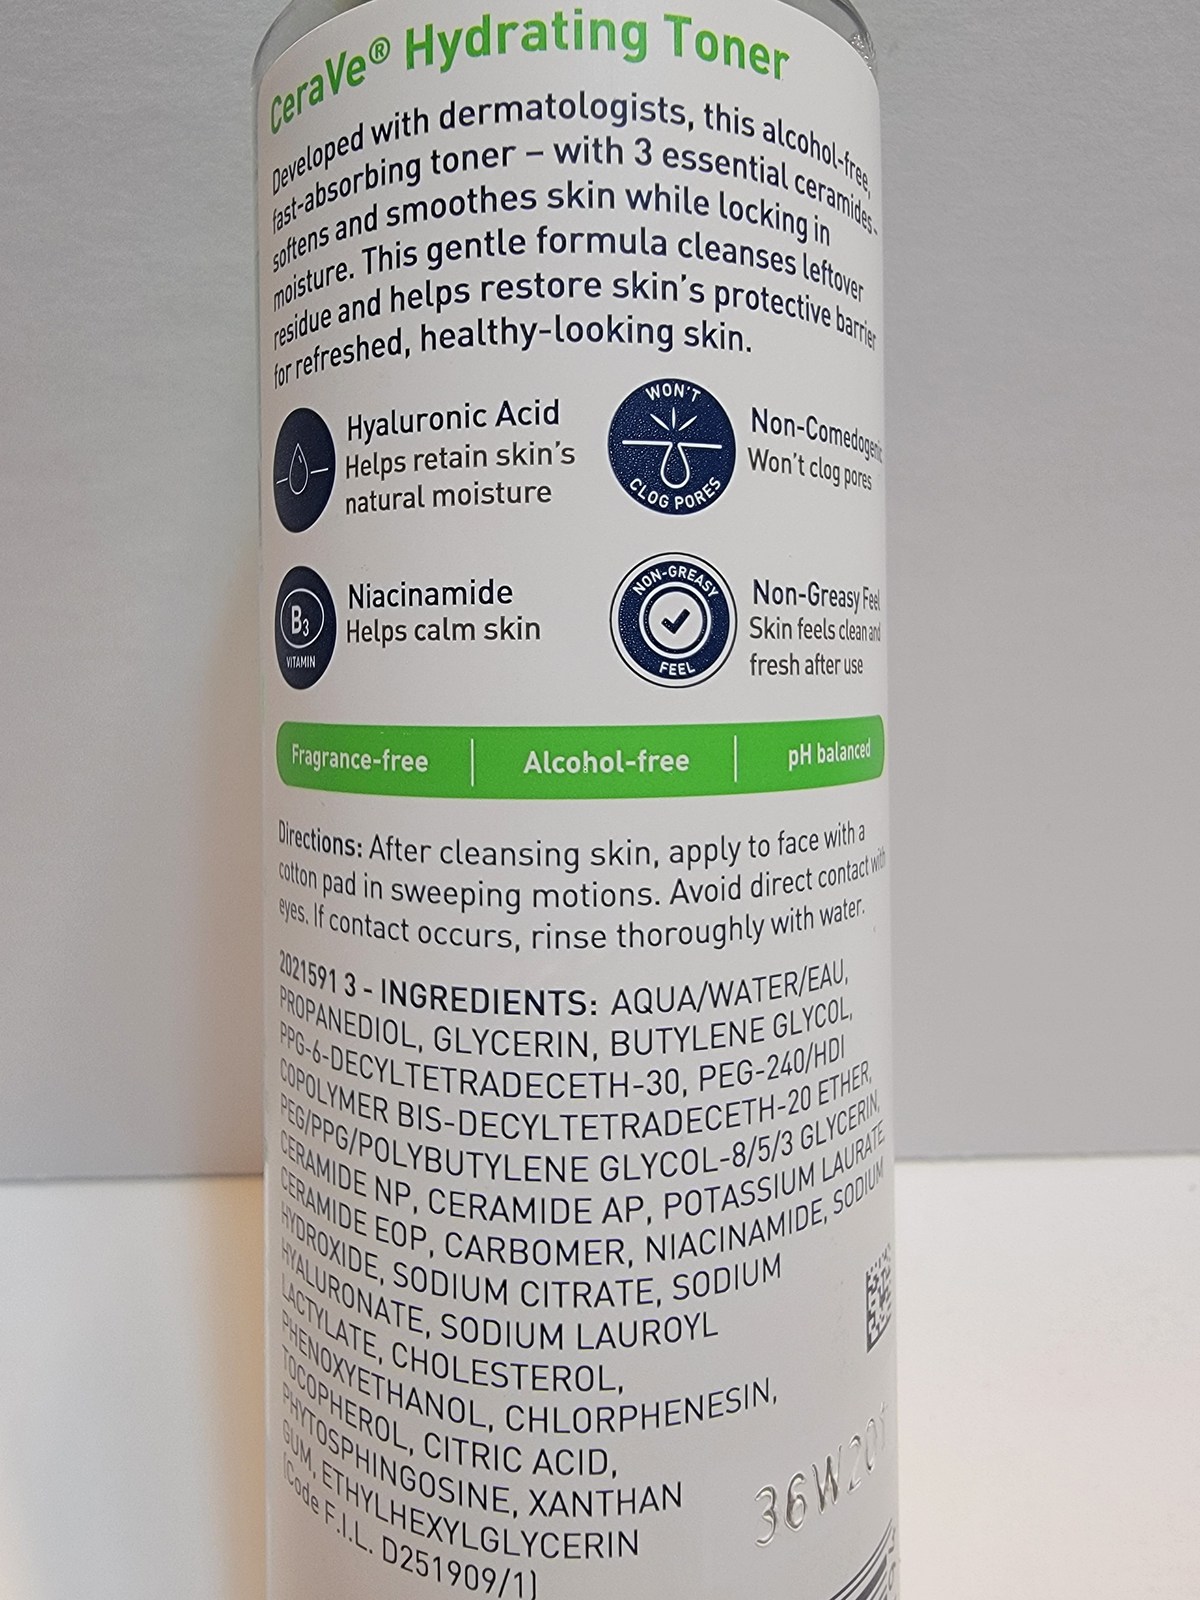 CeraVe® Hydrating Toner
Developed with dermatologists, this alcohol-free,
fast-absorbing toner – with 3 essential ceramides-
softens and smoothes skin while locking in
moisture. This gentle formula cleanses leftover
residue and helps restore skin's protective barrier
for refreshed, healthy-looking skin.
Hyaluronic Acid
Helps retain skin's
natural moisture
WON'T
CLOG PORES
Non-Comedogenic
Won't clog pores
B3
VITAMIN
Niacinamide
Helps calm skin
NON-GREASY
FEEL
Non-Greasy Feel
Skin feels clean and
fresh after use
Fragrance-free | Alcohol-free | pH balanced
Directions: After cleansing skin, apply to face with a
cotton pad in sweeping motions. Avoid direct contact with
eyes. If contact occurs, rinse thoroughly with water.
2021591 3 - INGREDIENTS: AQUA/WATER/EAU,
PROPANEDIOL, GLYCERIN, BUTYLENE GLYCOL,
PPG-6-DECYLTETRADECETH-30, PEG-240/HDI
COPOLYMER BIS-DECYLTETRADECETH-20 ETHER,
PEG/PPG/POLYBUTYLENE GLYCOL-8/5/3 GLYCERIN,
CERAMIDE NP, CERAMIDE AP, POTASSIUM LAURATE,
CERAMIDE EOP, CARBOMER, NIACINAMIDE, SODIUM
HYDROXIDE, SODIUM CITRATE, SODIUM
HYALURONATE, SODIUM LAUROYL
LACTYLATE, CHOLESTEROL,
PHENOXYETHANOL, CHLORPHENESIN,
TOCOPHEROL, CITRIC ACID,
PHYTOSPHINGOSINE, XANTHAN
GUM, ETHYLHEXYLGLYCERIN
(Code F.I.L. D251909/1)